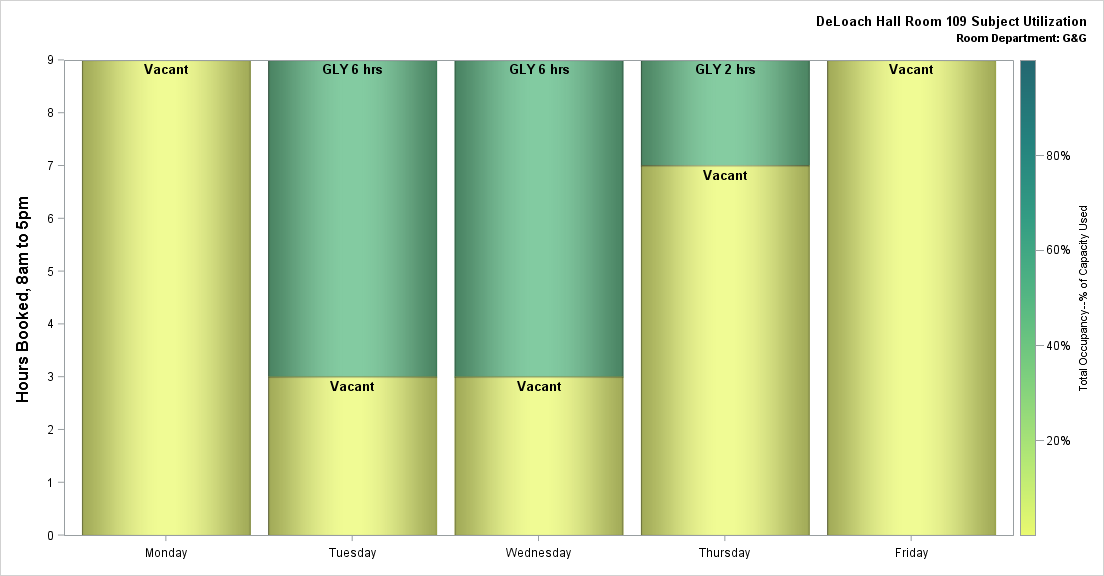 DeLoach Hall Room 109 Subject Utilization
Room Department: G&G
Hours Booked, 8am to 5pm
9
8
7
6
5
4
3
2
1
0
Vacant
GLY 6 hrs
GLY 6 hrs
GLY 2 hrs
Vacant
Vacant
Vacant
Vacant
Monday
Tuesday
Wednesday
Thursday
Friday
80%
60%
40%
20%
Total Occupancy--% of Capacity Used